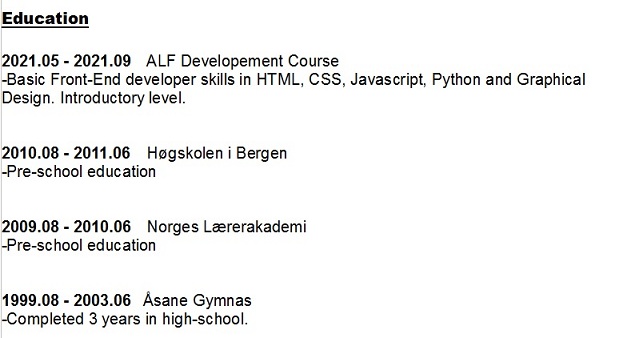 Education
2021.05 - 2021.09 ALF Developement Course
-Basic Front-End developer skills in HTML, CSS, Javascript, Python and Graphical
Design. Introductory level.
2010.08 - 2011.06 Høgskolen i Bergen
-Pre-school education
2009.08 - 2010.06 Norges Lærerakademi
-Pre-school education
1999.08 - 2003.06 Åsane Gymnas
-Completed 3 years in high-school.